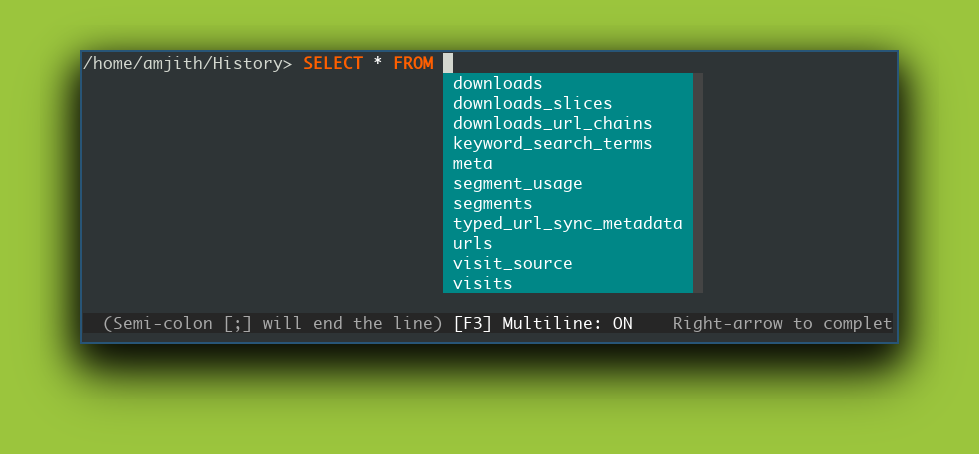 /home/amjith/History> SELECT * FROM
downloads
downloads_slices
downloads_url_chains
keyword_search_terms
meta
segment_usage
segments
typed_url_sync_metadata
urls
visit_source
visits
(Semi-colon [;] will end the line) [F3] Multiline: ON Right-arrow to complet